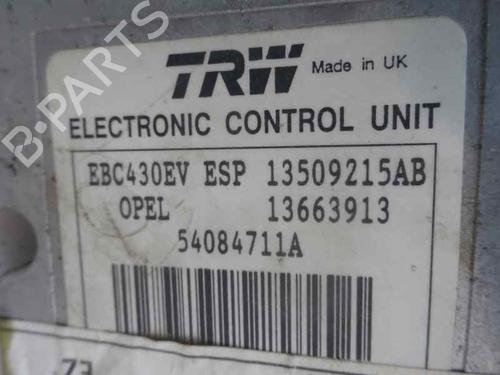 B-PARTS
TRW Made in UK
ELECTRONIC CONTROL UNIT
EBC430EV ESP 13509215AB
OPEL 13663913
54084711A